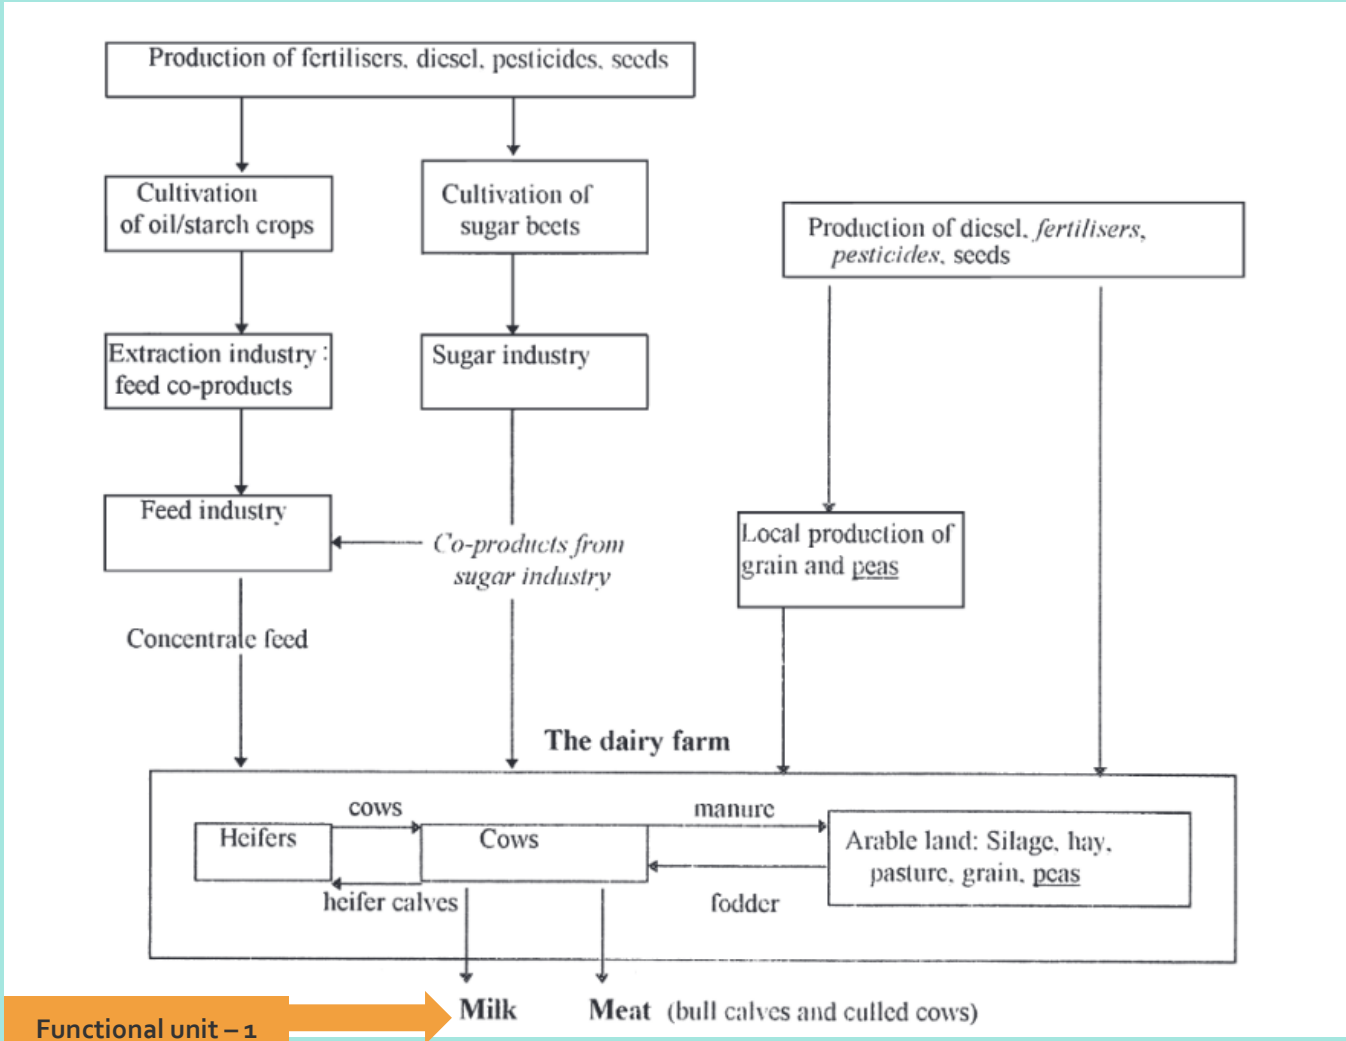 Production of fertilisers, diesel, pesticides, seeds
Cultivation
of oil/starch crops
Cultivation of
sugar beets
Production of diesel, fertilisers,
pesticides, seeds
Extraction industry:
feed co-products
Sugar industry
Feed industry
Co-products from
sugar industry
Local production of
grain and peas
Concentrate feed
The dairy farm
cows
manure
Heifers
Cows
Arable land: Silage, hay,
pasture, grain, peas
heifer calves
fodder
Milk
Meat (bull calves and culled cows)
Functional unit – 1